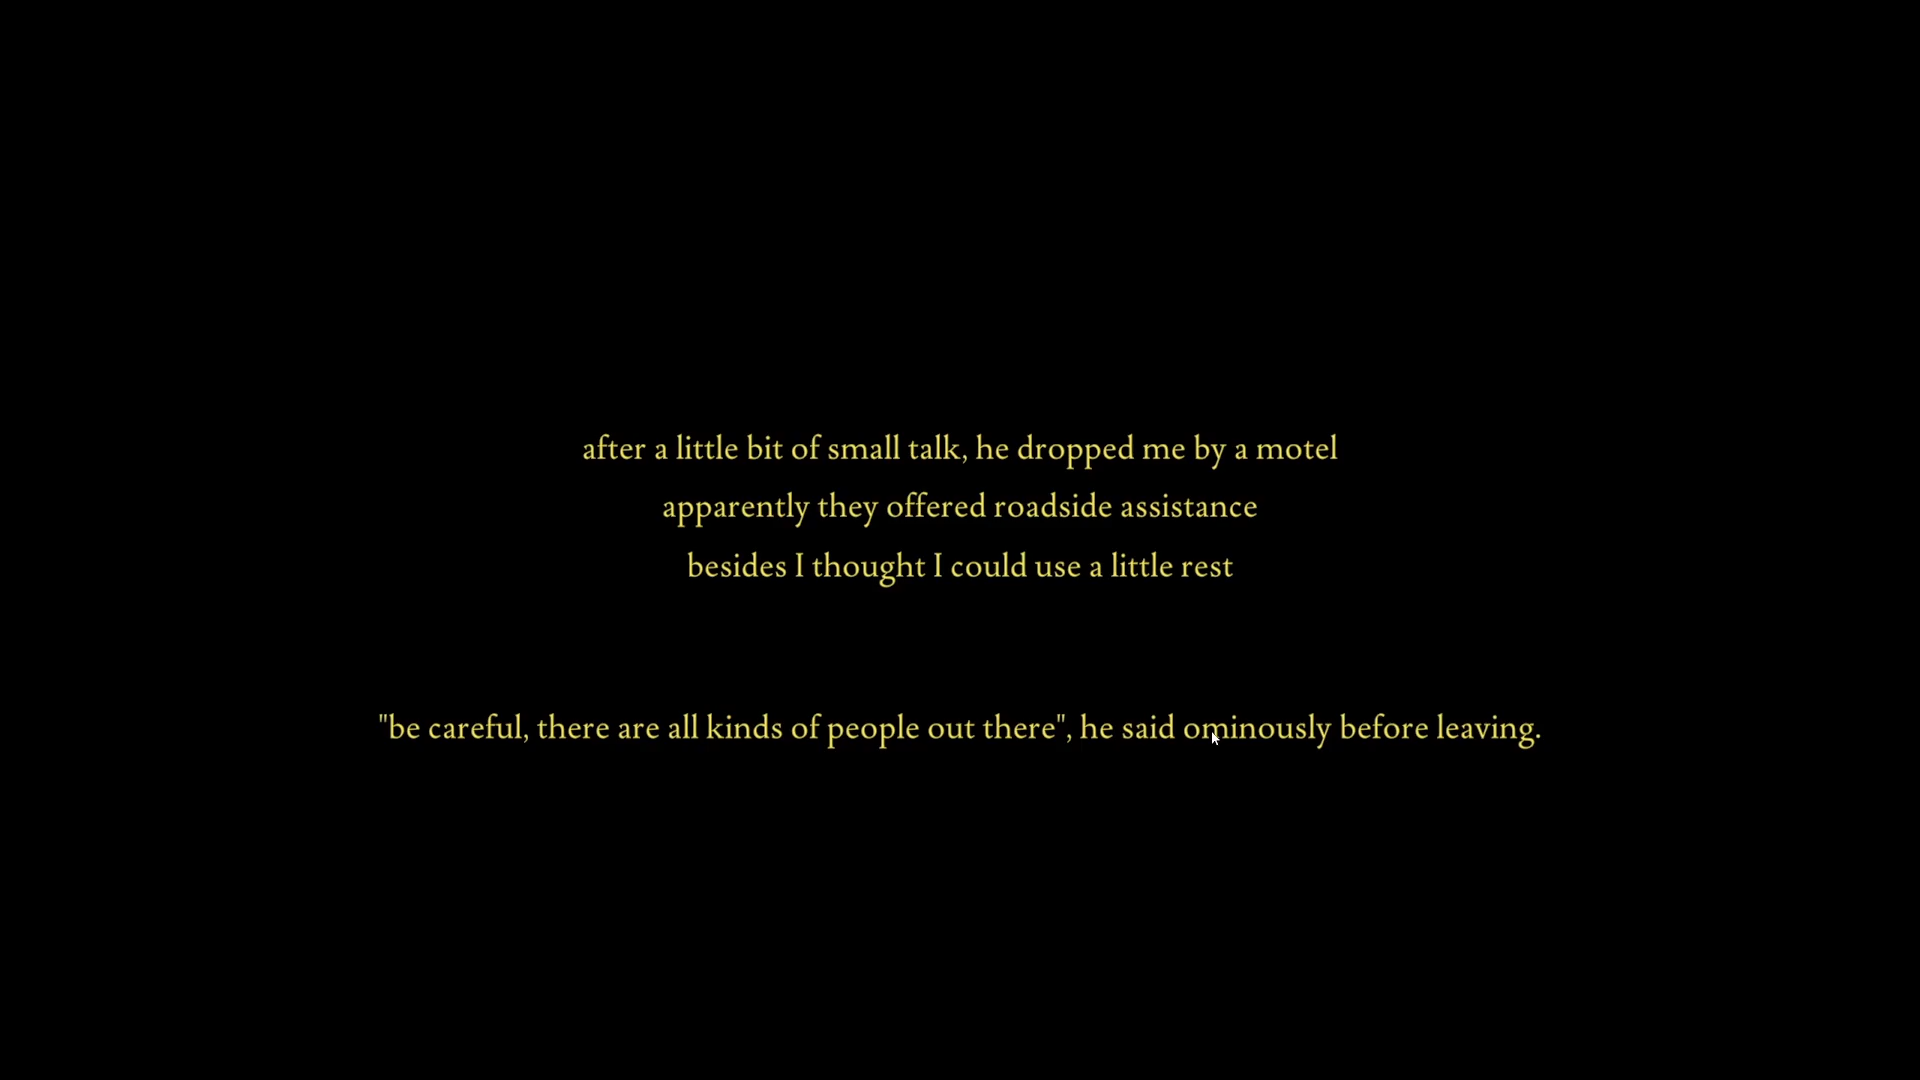 after a little bit of small talk, he dropped me by a motel
apparently they offered roadside assistance
besides I thought I could use a little rest
"be careful, there are all kinds of people out there", he said ominously before leaving.